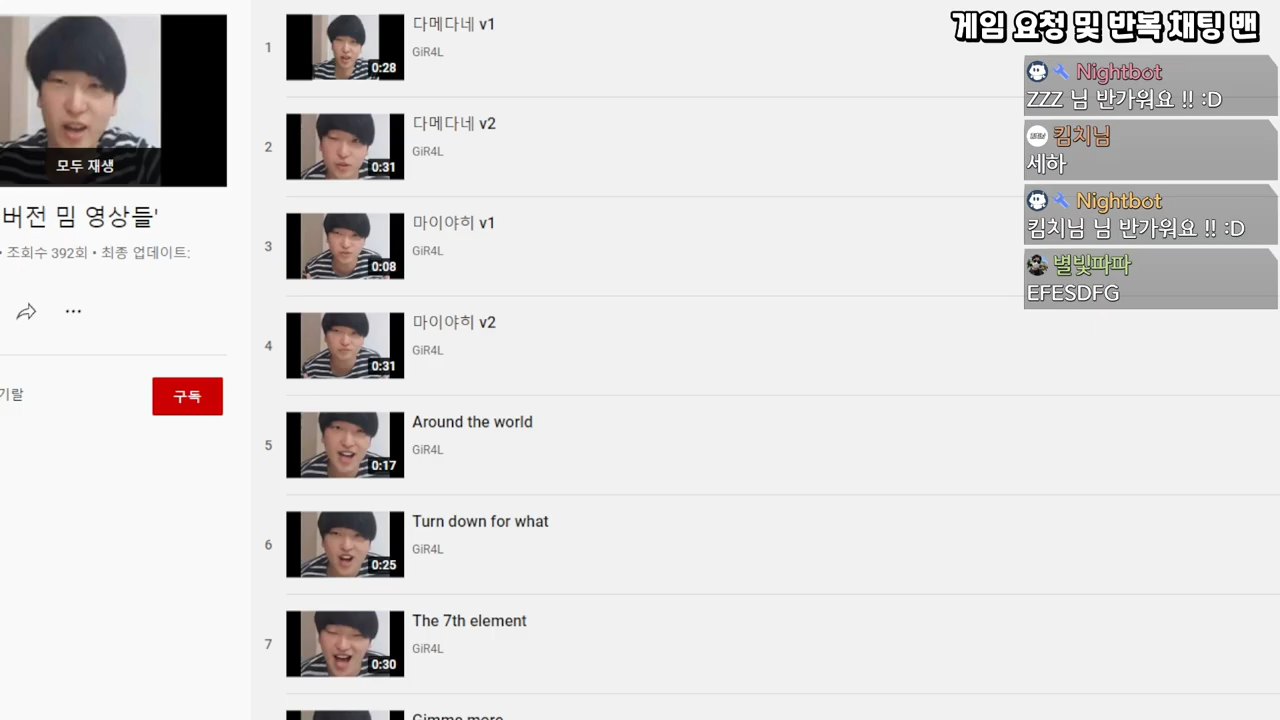 모두 재생
버전 밈 영상들'
• 조회수 392회 • 최종 업데이트:
기랄
구독
1
다메다네 v1
GiR4L
0:28
2
다메다네 v2
GiR4L
0:31
3
마이야히 v1
GiR4L
0:08
4
마이야히 v2
GiR4L
0:31
5
Around the world
GiR4L
0:17
6
Turn down for what
GiR4L
0:25
7
The 7th element
GiR4L
0:30
Gimme more
게임 요청 및 반복 채팅 밴
Nightbot
ZZZ 님 반가워요 !! :D
킴치님
세하
Nightbot
킴치님 님 반가워요 !! :D
별빛파파
EFESDFG